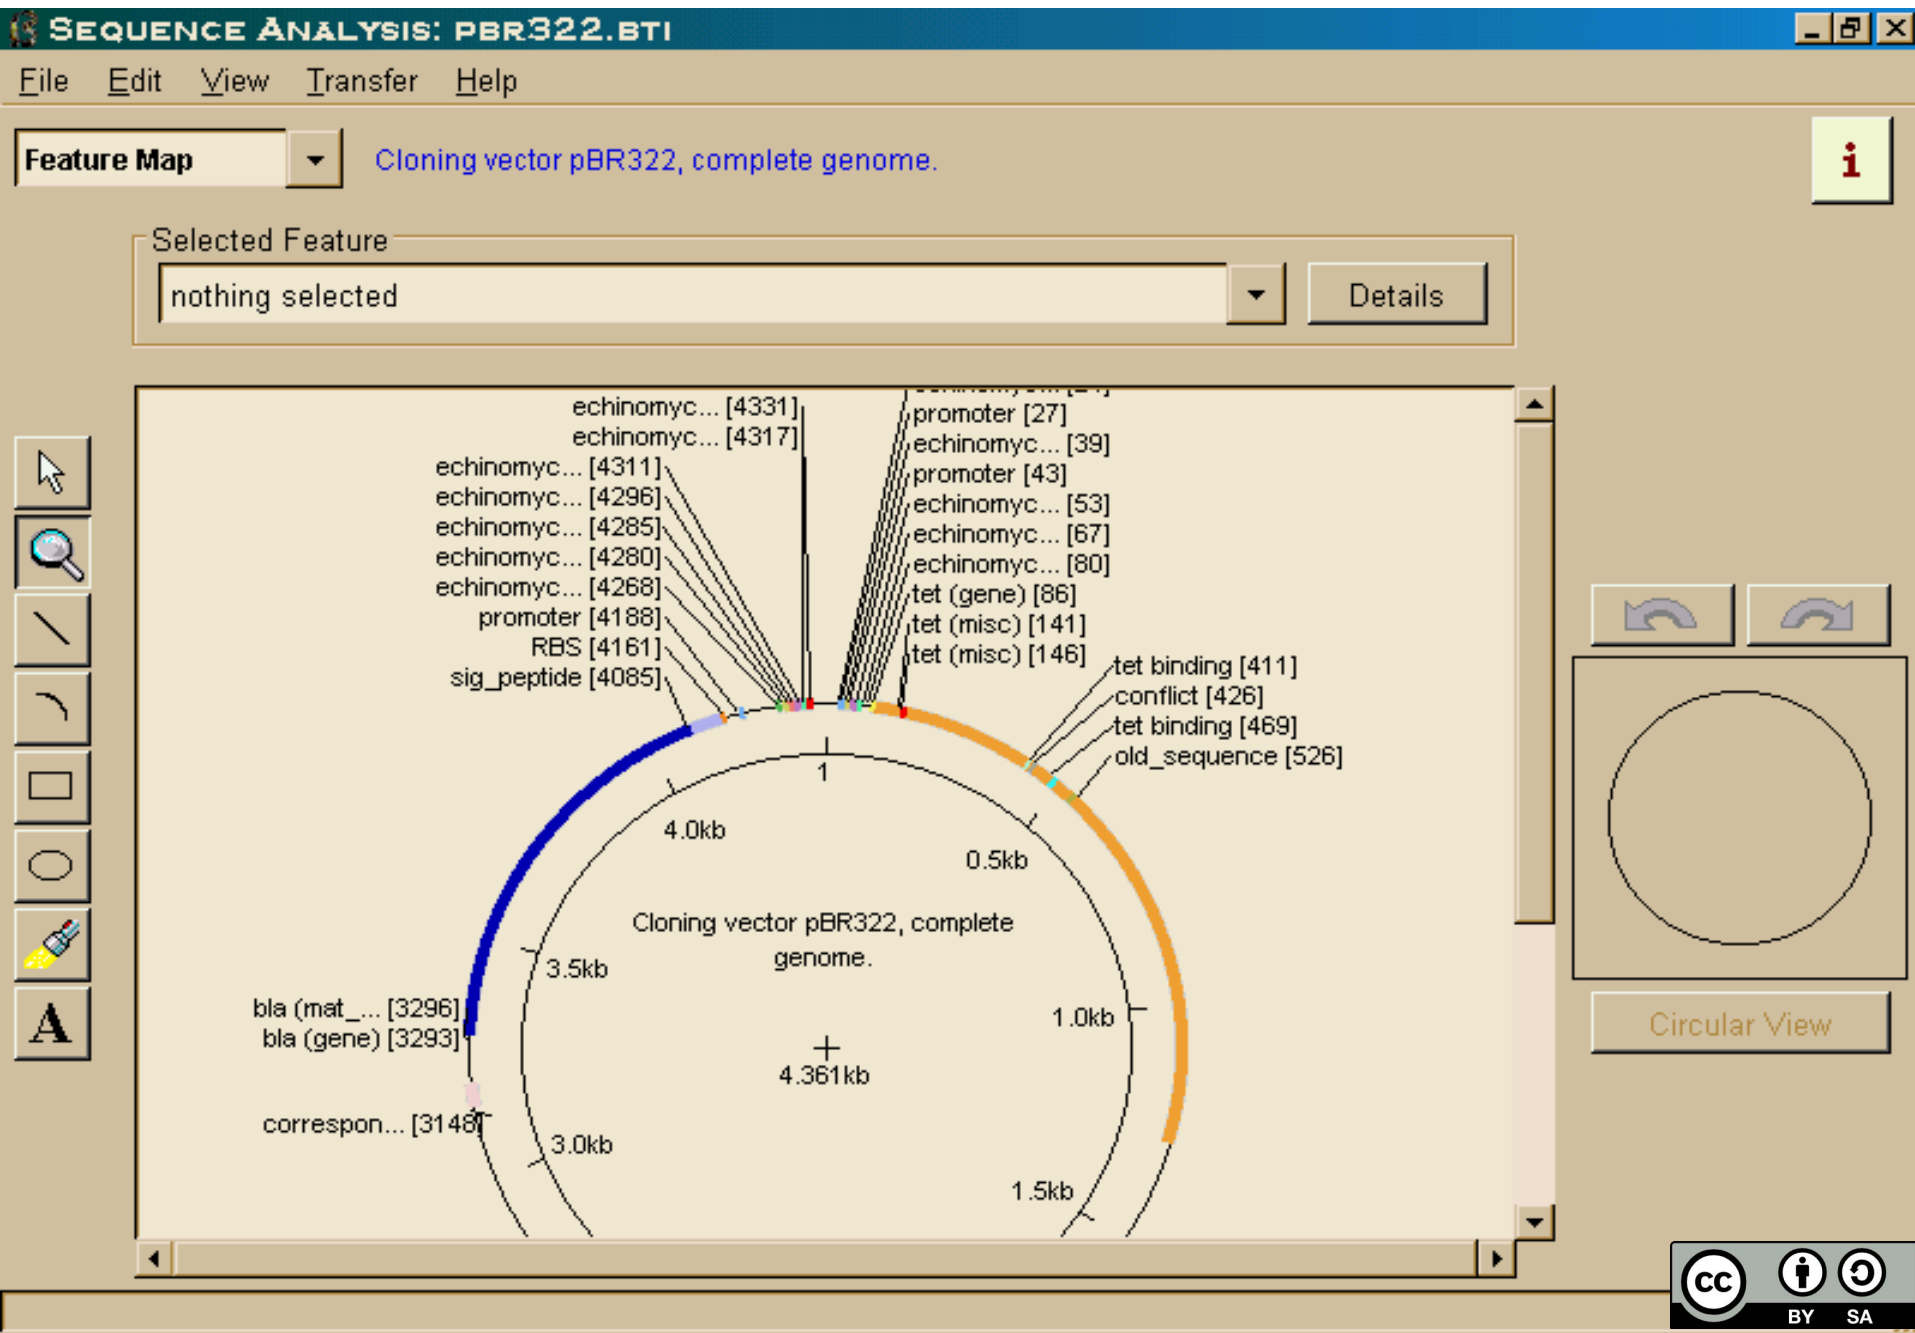 SEQUENCE ANALYSIS: PBR322.BTI
File Edit View Transfer Help
Feature Map
Cloning vector pBR322, complete genome.
i
Selected Feature
nothing selected
Details
echinomyc... [4331]
echinomyc... [4317]
echinomyc... [4311]
echinomyc... [4296]
echinomyc... [4285]
echinomyc... [4280]
echinomyc... [4268]
promoter [4188]
RBS [4161]
sig_peptide [4085]
promoter [27]
echinomyc... [39]
promoter [43]
echinomyc... [53]
echinomyc... [67]
echinomyc... [80]
tet (gene) [86]
tet (misc) [141]
tet (misc) [146]
tet binding [411]
conflict [426]
tet binding [469]
old_sequence [526]
1
4.0kb
0.5kb
Cloning vector pBR322, complete
genome.
3.5kb
1.0kb
4.361kb
bla (mat_... [3296]
bla (gene) [3293]
correspon... [3148]
3.0kb
1.5kb
A
Circular View
cc
BY SA